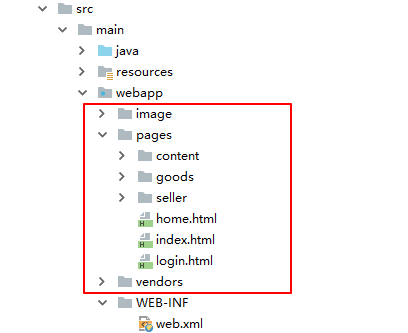 src
main
java
resources
webapp
image
pages
content
goods
seller
home.html
index.html
login.html
vendors
WEB-INF
web.xml